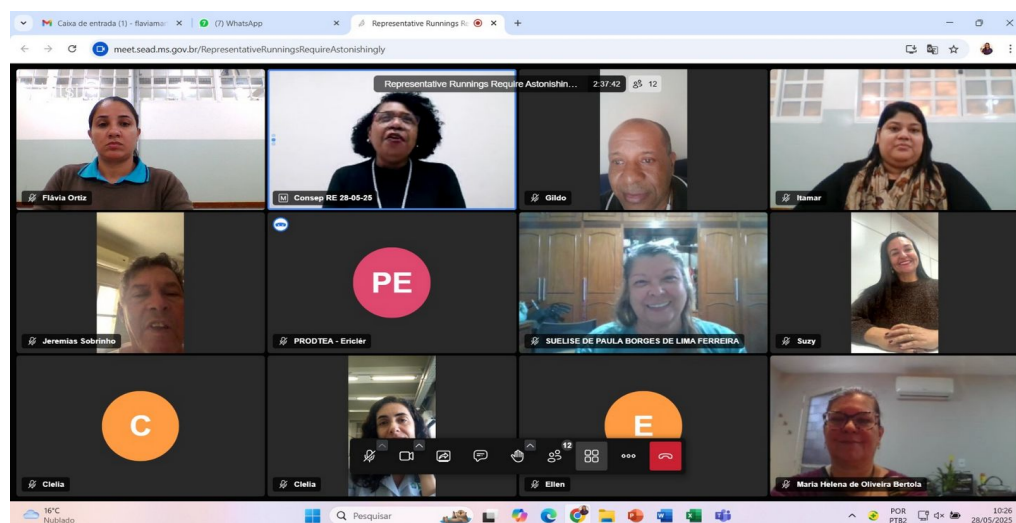 Caixa de entrada (1) - flaviamar
(7) WhatsApp
Representative Runnings Re
meet.sead.ms.gov.br/RepresentativeRunningsRequireAstonishingly
Representative Runnings Require Astonishin... 2:37:42 12
Flávia Ortiz
M Consep RE 28-05-25
Gildo
Itamar
PE
Jeremias Sobrinho
PRODTEA - Ericlér
SUELISE DE PAULA BORGES DE LIMA FERREIRA
Suzy
C
E
12
Clelia
Clelia
Ellen
Maria Helena de Oliveira Bertola
16°C
Nublado
Pesquisar
POR
PTB2
10:26
28/05/2025